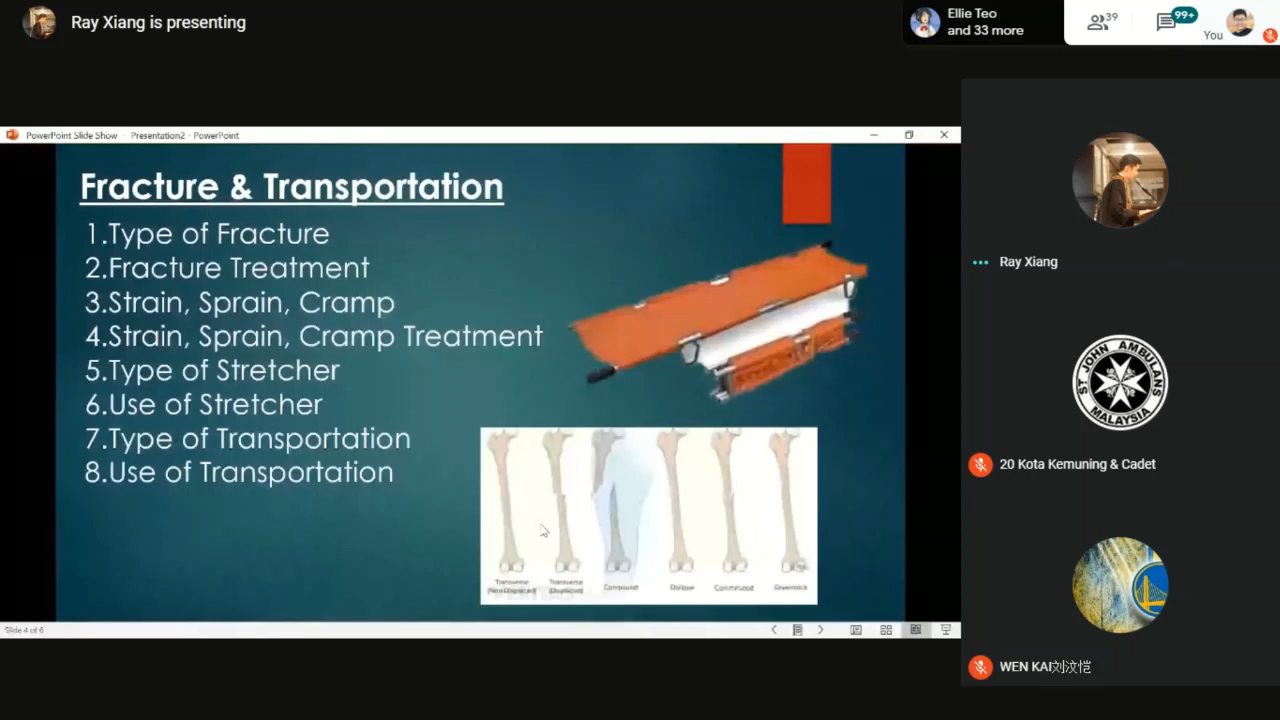 Ray Xiang is presenting
Ellie Teo
and 33 more
39
99+
You
PowerPoint Slide Show - Presentation2 - PowerPoint
Fracture & Transportation
1.Type of Fracture
2.Fracture Treatment
3.Strain, Sprain, Cramp
4.Strain, Sprain, Cramp Treatment
5.Type of Stretcher
6.Use of Stretcher
7.Type of Transportation
8.Use of Transportation
Transverse
(Non-Displaced)
Transverse
(Displaced)
Compound
Oblique
Comminuted
Greenstick
Slide 4 of 6
Ray Xiang
ST JOHN AMBULANS
MALAYSIA
20 Kota Kemuning & Cadet
WEN KAI刘汶恺